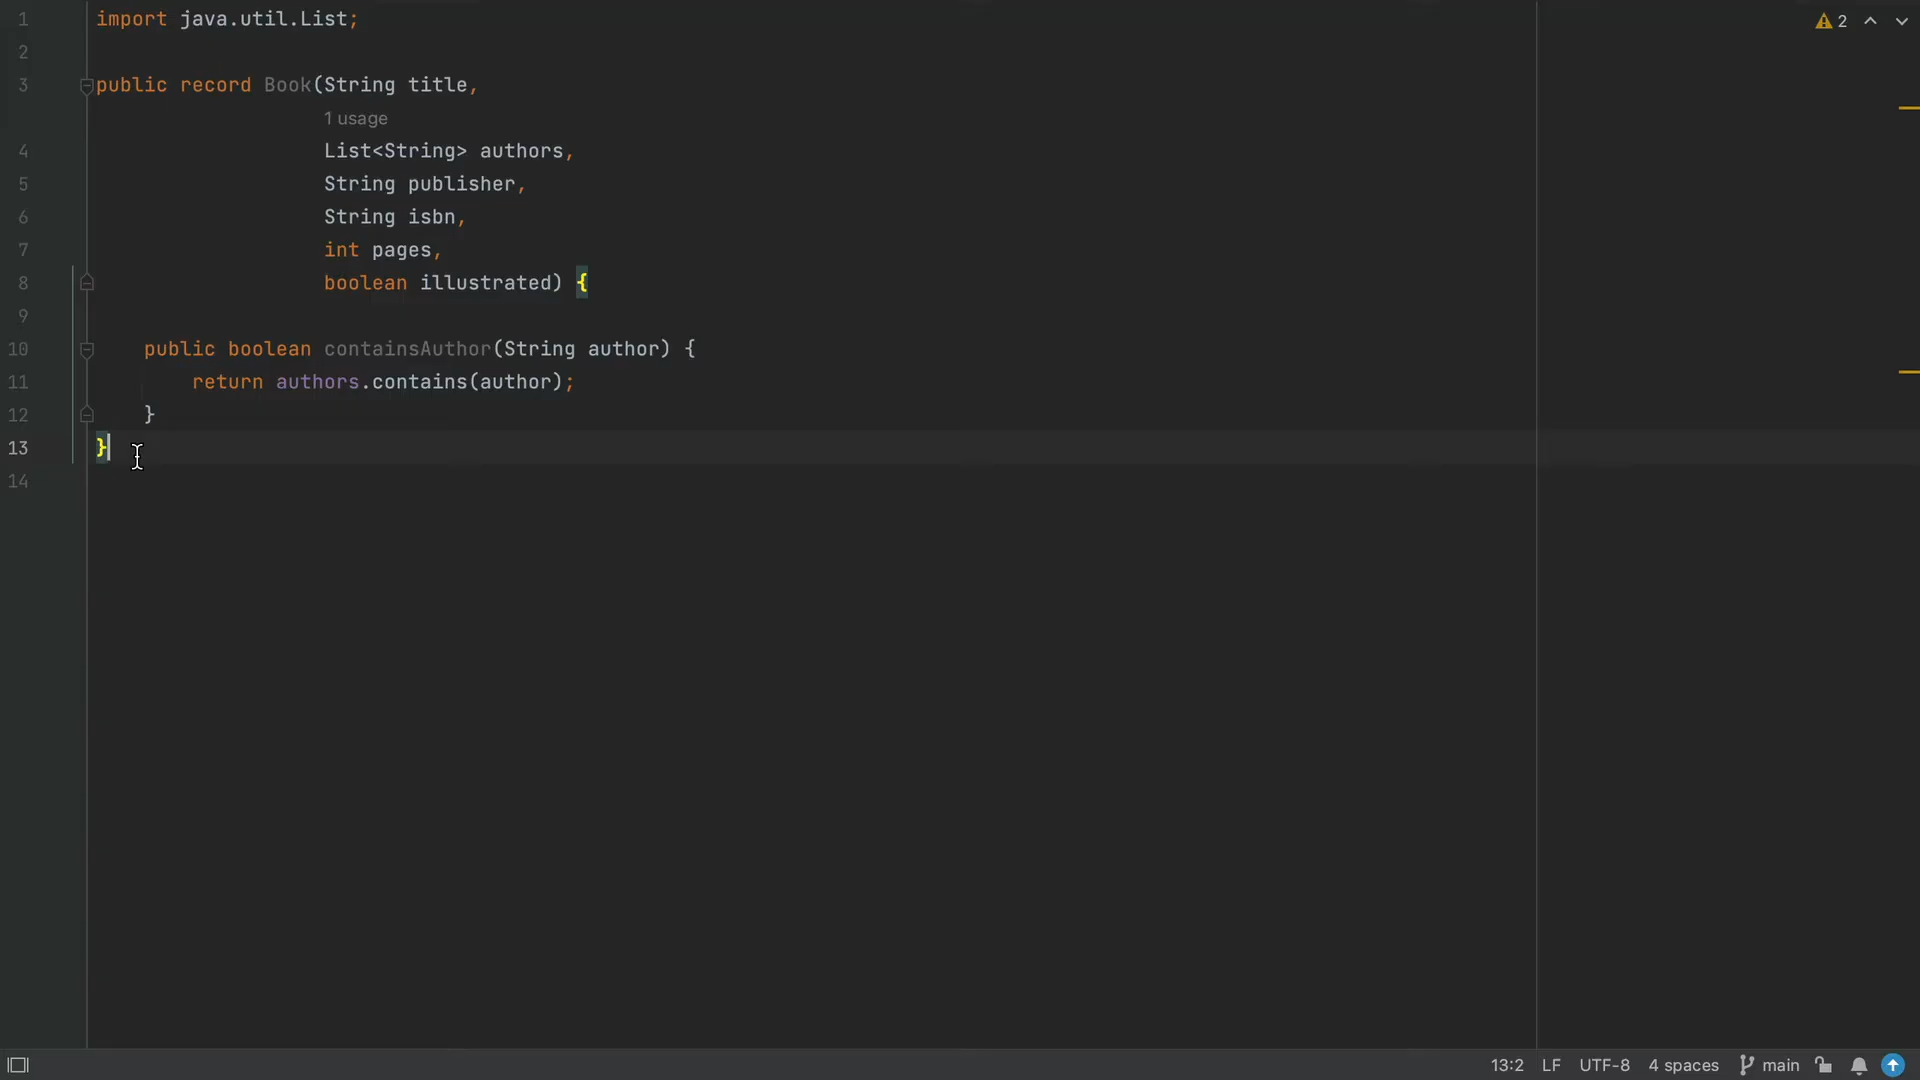 1 import java.util.List;
2
3 public record Book(String title,
1 usage
4 List<String> authors,
5 String publisher,
6 String isbn,
7 int pages,
8 boolean illustrated) {
9
10 public boolean containsAuthor(String author) {
11 return authors.contains(author);
12 }
13 }
14
2
13:2 LF UTF-8 4 spaces main